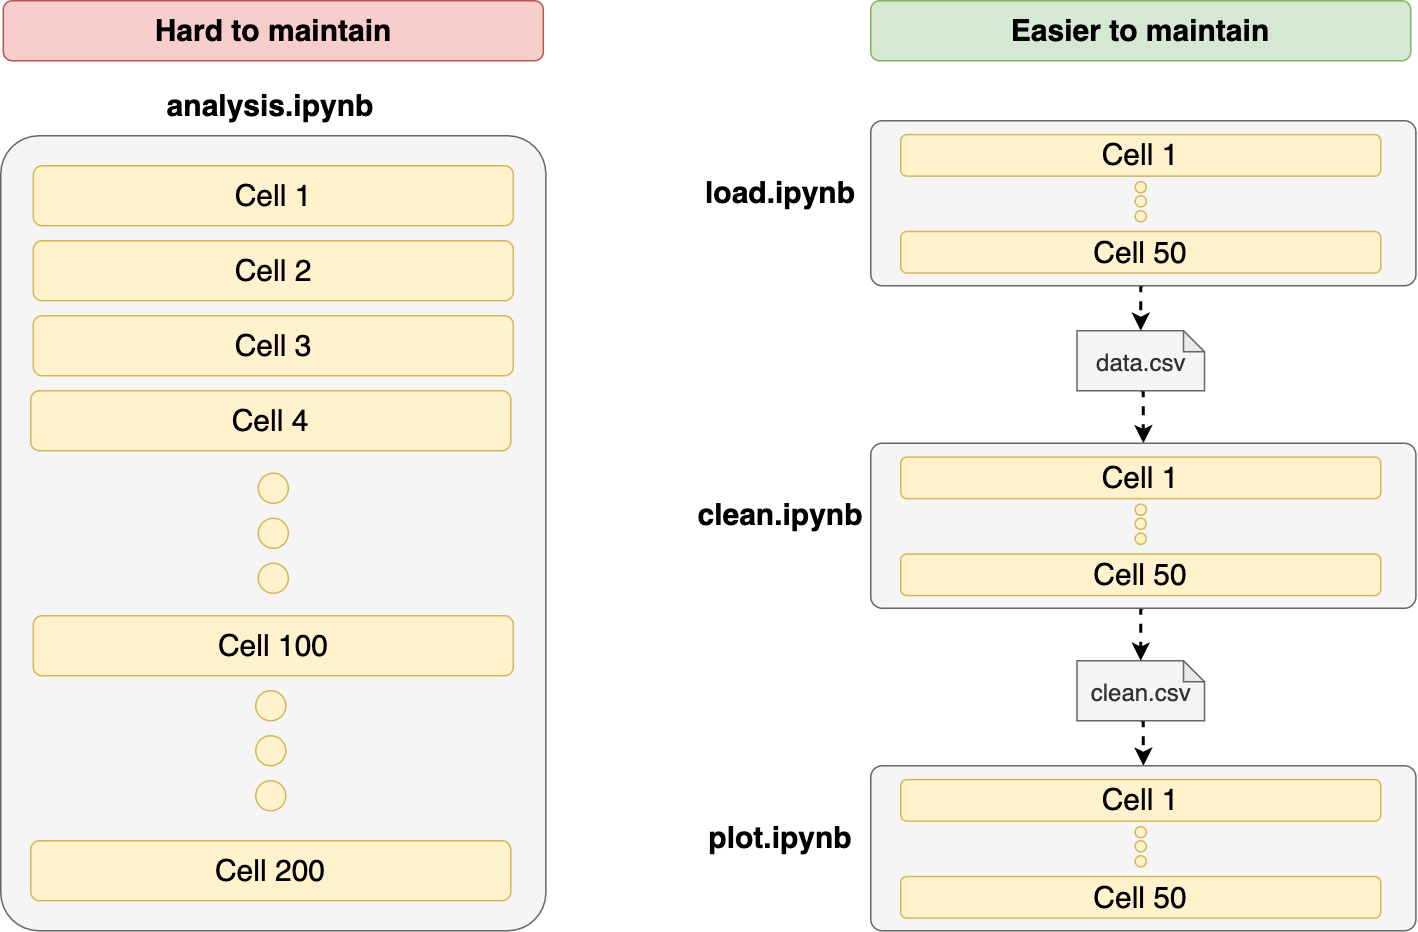 Hard to maintain
analysis.ipynb
Cell 1
Cell 2
Cell 3
Cell 4
Cell 100
Cell 200
Easier to maintain
load.ipynb
Cell 1
Cell 50
data.csv
clean.ipynb
Cell 1
Cell 50
clean.csv
plot.ipynb
Cell 1
Cell 50